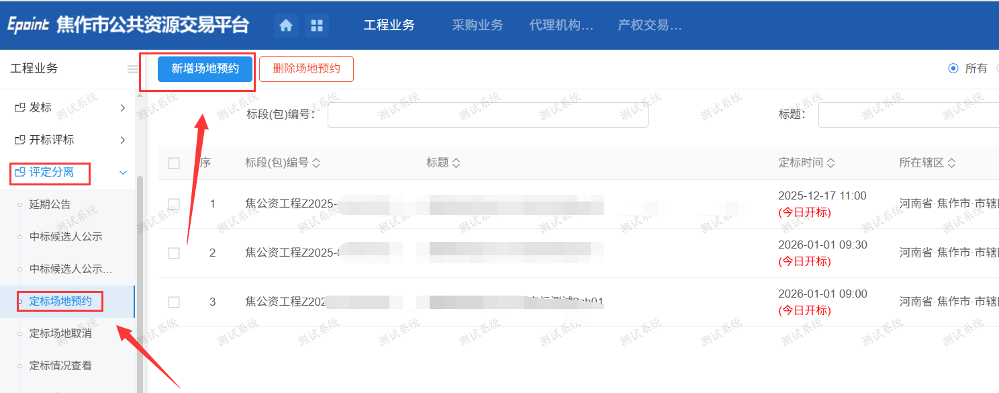 Epoint 焦作市公共资源交易平台 工程业务 采购业务 代理机构... 产权交易...
工程业务 新增场地预约 删除场地预约 所有
发标
标段(包)编号： 标题：
开标评标
序 标段(包)编号 标题 定标时间 所在辖区
评定分离
延期公告
1 焦公资工程Z2025- 2025-12-17 11:00 河南省·焦作市·市辖
(今日开标)
中标候选人公示
2 焦公资工程Z2025- 2026-01-01 09:30 河南省·焦作市·市辖
(今日开标)
中标候选人公示...
定标场地预约
3 焦公资工程Z202 2026-01-01 09:00 河南省·焦作市·市辖
(今日开标)
定标场地取消
定标情况查看
测试系统